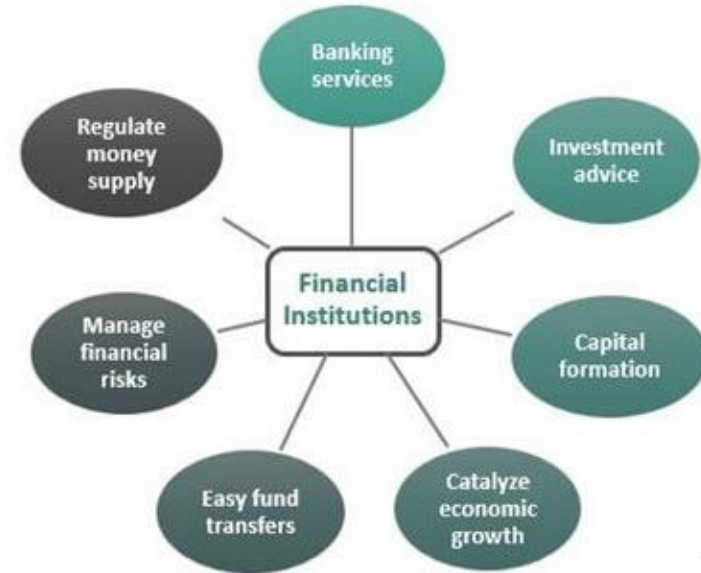 Banking
services
Investment
advice
Capital
formation
Catalyze
economic
growth
Easy fund
transfers
Manage
financial
risks
Regulate
money
supply
Financial
Institutions